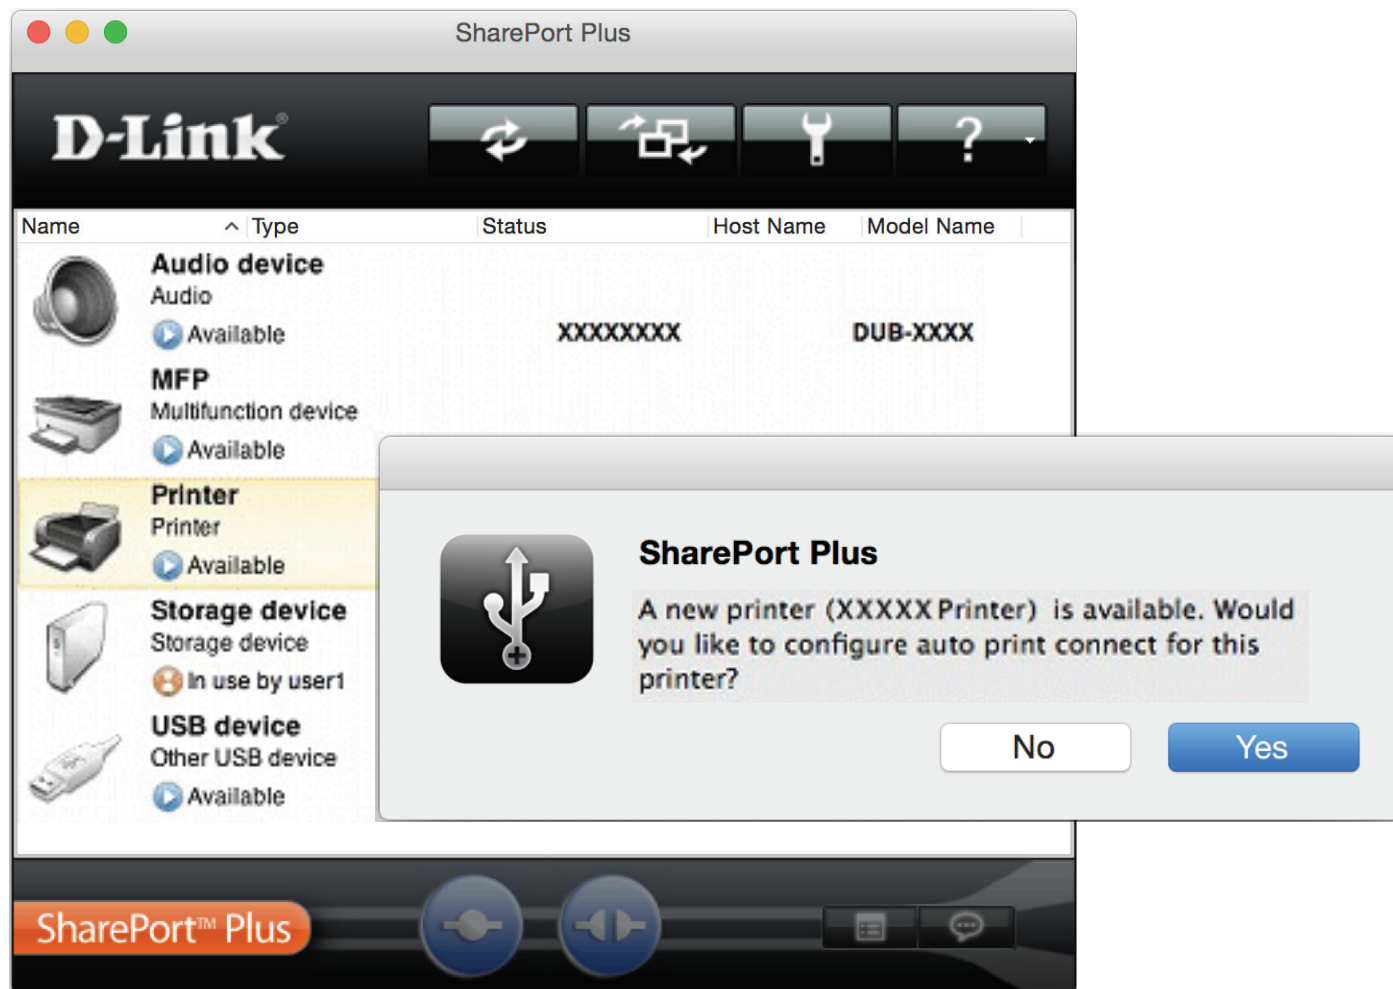 SharePort Plus
D-Link®
?
Name Type Status Host Name Model Name
Audio device
Audio
Available XXXXXXXX DUB-XXXX
MFP
Multifunction device
Available
Printer
Printer
Available
Storage device
Storage device
In use by user1
USB device
Other USB device
Available
SharePort Plus
A new printer (XXXXX Printer) is available. Would
you like to configure auto print connect for this
printer?
No Yes
SharePort™ Plus